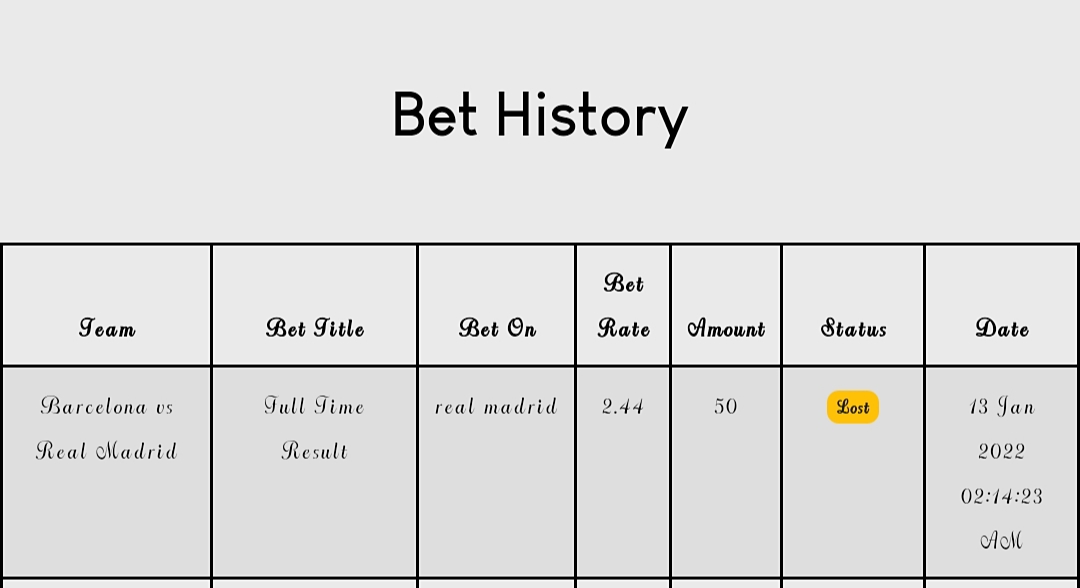 Bet History
Team Bet Title Bet On Bet Rate Amount Status Date
Barcelona vs Full Time real madrid 2.44 50 Lost 13 Jan
Real Madrid Result 2022
02:14:23
AM